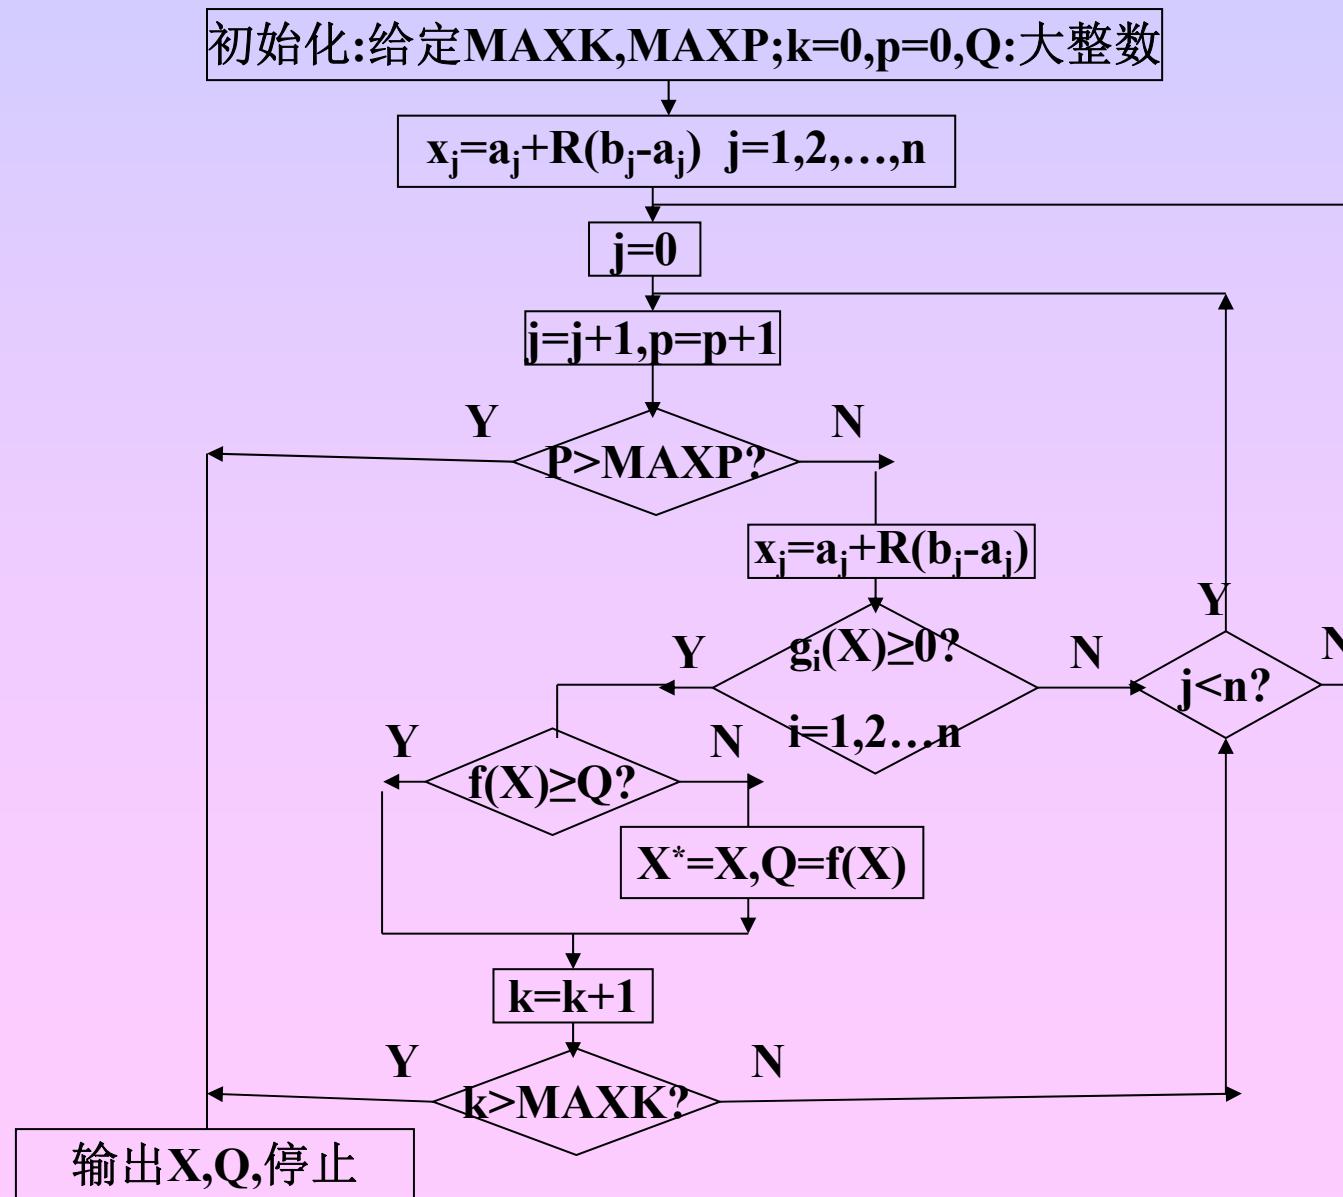 初始化:给定MAXK,MAXP;k=0,p=0,Q:大整数
xj=aj+R(bj-aj) j=1,2,…,n
j=0
j=j+1,p=p+1
Y
N
P>MAXP?
xj=aj+R(bj-aj)
Y
gi(X)≥0?
i=1,2…n
N
Y
j<n?
N
Y
f(X)≥Q?
N
X*=X,Q=f(X)
k=k+1
Y
k>MAXK?
N
输出X,Q,停止